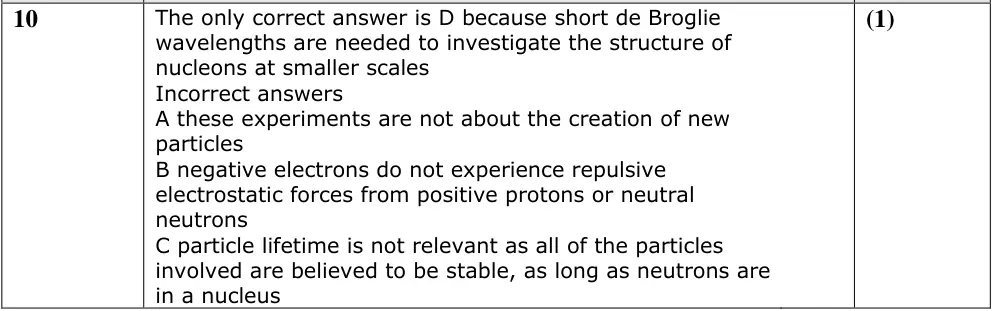 10
The only correct answer is D because short de Broglie
wavelengths are needed to investigate the structure of
nucleons at smaller scales
Incorrect answers
A these experiments are not about the creation of new
particles
B negative electrons do not experience repulsive
electrostatic forces from positive protons or neutral
neutrons
C particle lifetime is not relevant as all of the particles
involved are believed to be stable, as long as neutrons are
in a nucleus
(1)